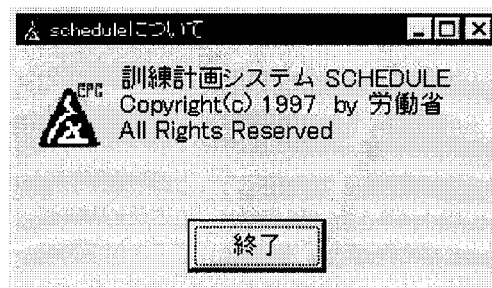 scheduleについて
EPG
訓練計画システム SCHEDULE
Copyright(c) 1997 by 労働省
All Rights Reserved
終了